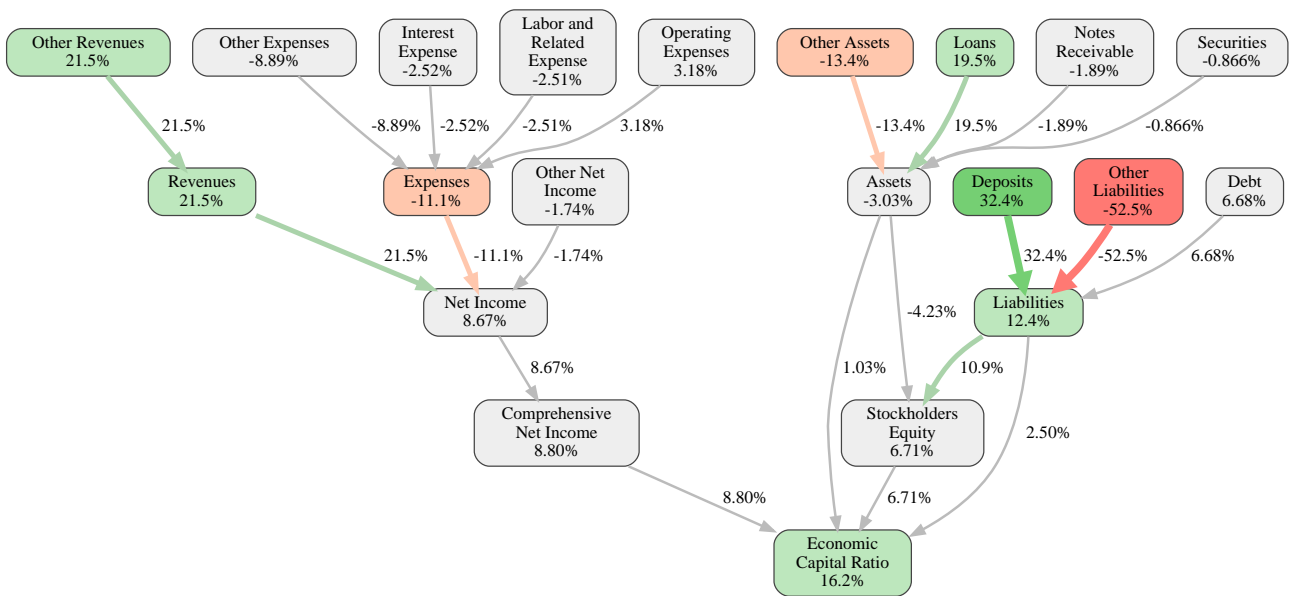 Other Revenues
21.5%
Other Expenses
-8.89%
Interest
Expense
-2.52%
Labor and
Related
Expense
-2.51%
Operating
Expenses
3.18%
Other Assets
-13.4%
Loans
19.5%
Notes
Receivable
-1.89%
Securities
-0.866%
21.5%
-8.89%
-2.52%
-2.51%
3.18%
-13.4%
19.5%
-1.89%
-0.866%
Revenues
21.5%
Expenses
-11.1%
Other Net
Income
-1.74%
Assets
-3.03%
Deposits
32.4%
Other
Liabilities
-52.5%
Debt
6.68%
21.5%
-11.1%
-1.74%
32.4%
-52.5%
6.68%
Net Income
8.67%
-4.23%
Liabilities
12.4%
8.67%
1.03%
10.9%
Comprehensive
Net Income
8.80%
Stockholders
Equity
6.71%
2.50%
8.80%
6.71%
Economic
Capital Ratio
16.2%